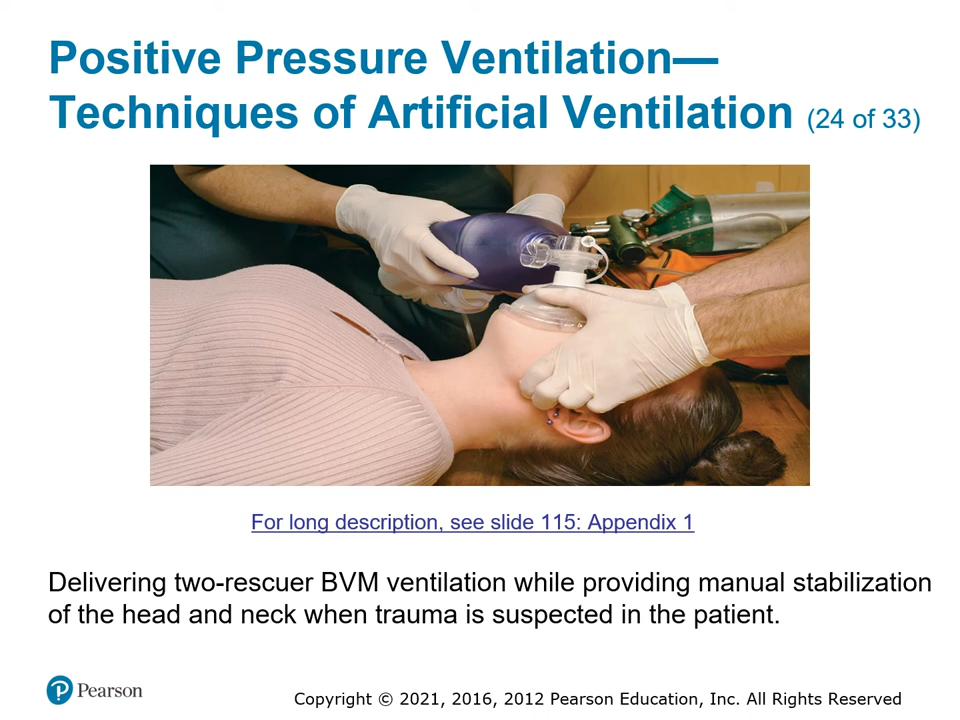 Positive Pressure Ventilation—
Techniques of Artificial Ventilation (24 of 33)
For long description, see slide 115: Appendix 1
Delivering two-rescuer BVM ventilation while providing manual stabilization
of the head and neck when trauma is suspected in the patient.
Pearson
Copyright © 2021, 2016, 2012 Pearson Education, Inc. All Rights Reserved